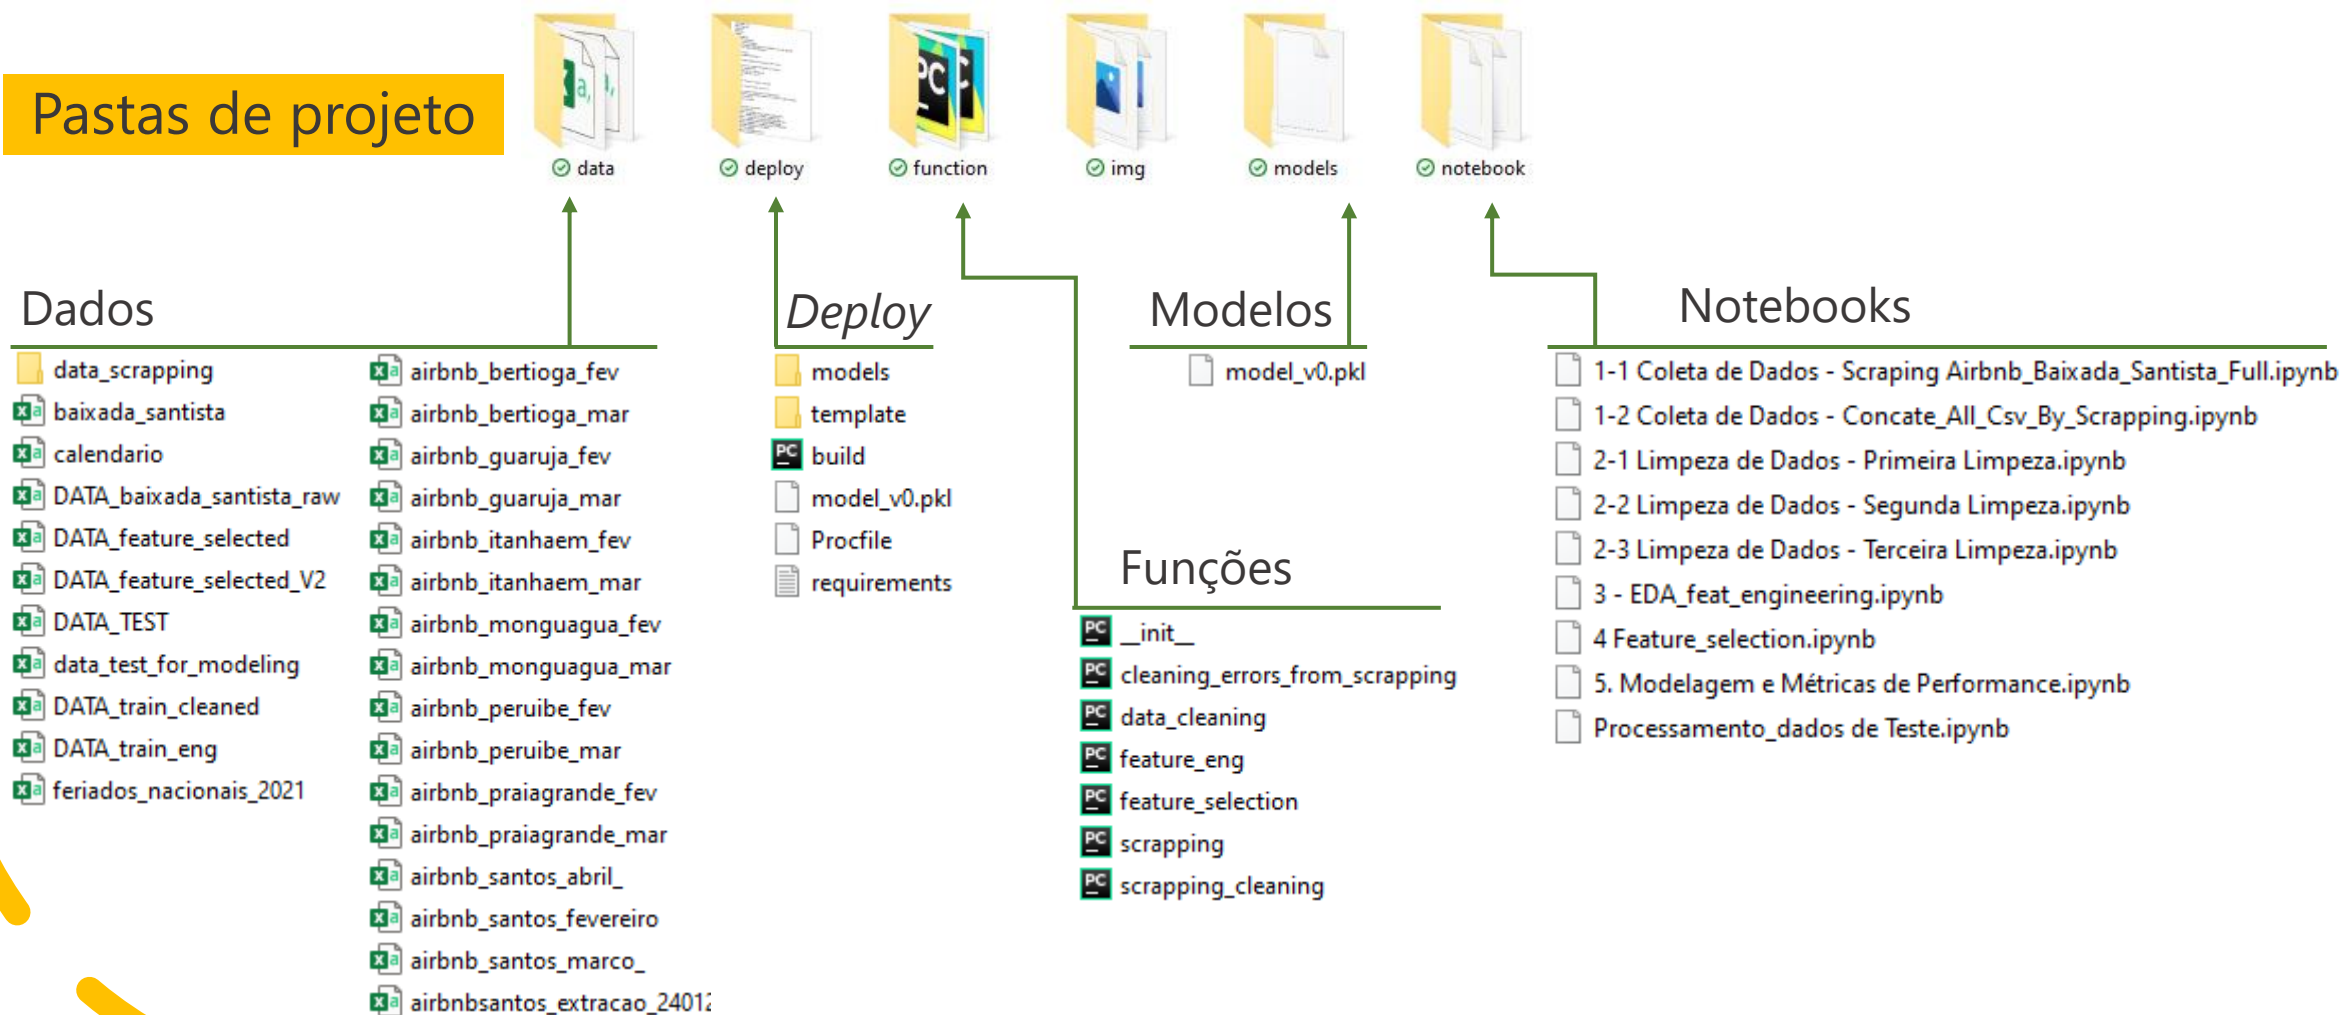 Pastas de projeto
data
deploy
function
img
models
notebook
Dados
data_scrapping
baixada_santista
calendario
DATA_baixada_santista_raw
DATA_feature_selected
DATA_feature_selected_V2
DATA_TEST
data_test_for_modeling
DATA_train_cleaned
DATA_train_eng
feriados_nacionais_2021
airbnb_bertioga_fev
airbnb_bertioga_mar
airbnb_guaruja_fev
airbnb_guaruja_mar
airbnb_itanhaem_fev
airbnb_itanhaem_mar
airbnb_monguagua_fev
airbnb_monguagua_mar
airbnb_peruibe_fev
airbnb_peruibe_mar
airbnb_praiagrande_fev
airbnb_praiagrande_mar
airbnb_santos_abril_
airbnb_santos_fevereiro
airbnb_santos_marco_
airbnbsantos_extracao_24012
Deploy
models
template
build
model_v0.pkl
Procfile
requirements
Modelos
model_v0.pkl
Funções
__init__
cleaning_errors_from_scrapping
data_cleaning
feature_eng
feature_selection
scrapping
scrapping_cleaning
Notebooks
1-1 Coleta de Dados - Scraping Airbnb_Baixada_Santista_Full.ipynb
1-2 Coleta de Dados - Concate_All_Csv_By_Scrapping.ipynb
2-1 Limpeza de Dados - Primeira Limpeza.ipynb
2-2 Limpeza de Dados - Segunda Limpeza.ipynb
2-3 Limpeza de Dados - Terceira Limpeza.ipynb
3 - EDA_feat_engineering.ipynb
4 Feature_selection.ipynb
5. Modelagem e Métricas de Performance.ipynb
Processamento_dados de Teste.ipynb